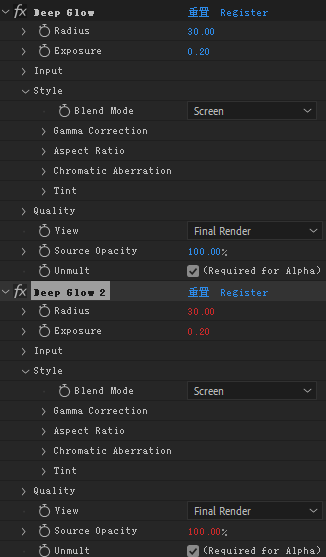 fx Deep Glow 重置 Register
Radius 30.00
Exposure 0.20
Input
Style
Blend Mode Screen
Gamma Correction
Aspect Ratio
Chromatic Aberration
Tint
Quality
View Final Render
Source Opacity 100.00%
Unmult (Required for Alpha)
fx Deep Glow 2 重置 Register
Radius 30.00
Exposure 0.20
Input
Style
Blend Mode Screen
Gamma Correction
Aspect Ratio
Chromatic Aberration
Tint
Quality
View Final Render
Source Opacity 100.00%
Unmult (Required for Alpha)